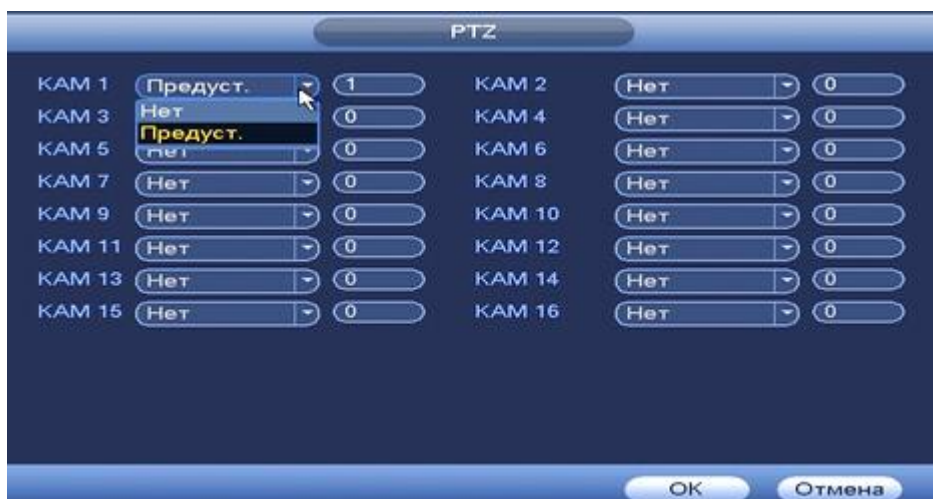 PTZ
КАМ 1 Предуст. 1 КАМ 2 Нет 0
КАМ 3 Нет 0 КАМ 4 Нет 0
Предуст.
КАМ 5 Нет 0 КАМ 6 Нет 0
КАМ 7 Нет 0 КАМ 8 Нет 0
КАМ 9 Нет 0 КАМ 10 Нет 0
КАМ 11 Нет 0 КАМ 12 Нет 0
КАМ 13 Нет 0 КАМ 14 Нет 0
КАМ 15 Нет 0 КАМ 16 Нет 0
OK Отмена